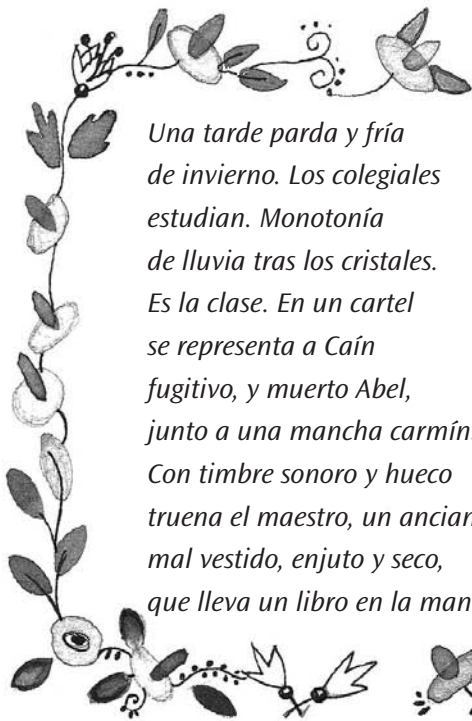 Una tarde parda y fría
de invierno. Los colegiales
estudian. Monotonía
de lluvia tras los cristales.
Es la clase. En un cartel
se representa a Caín
fugitivo, y muerto Abel,
junto a una mancha carmín.
Con timbre sonoro y hueco
truena el maestro, un ancian
mal vestido, enjuto y seco,
que lleva un libro en la man